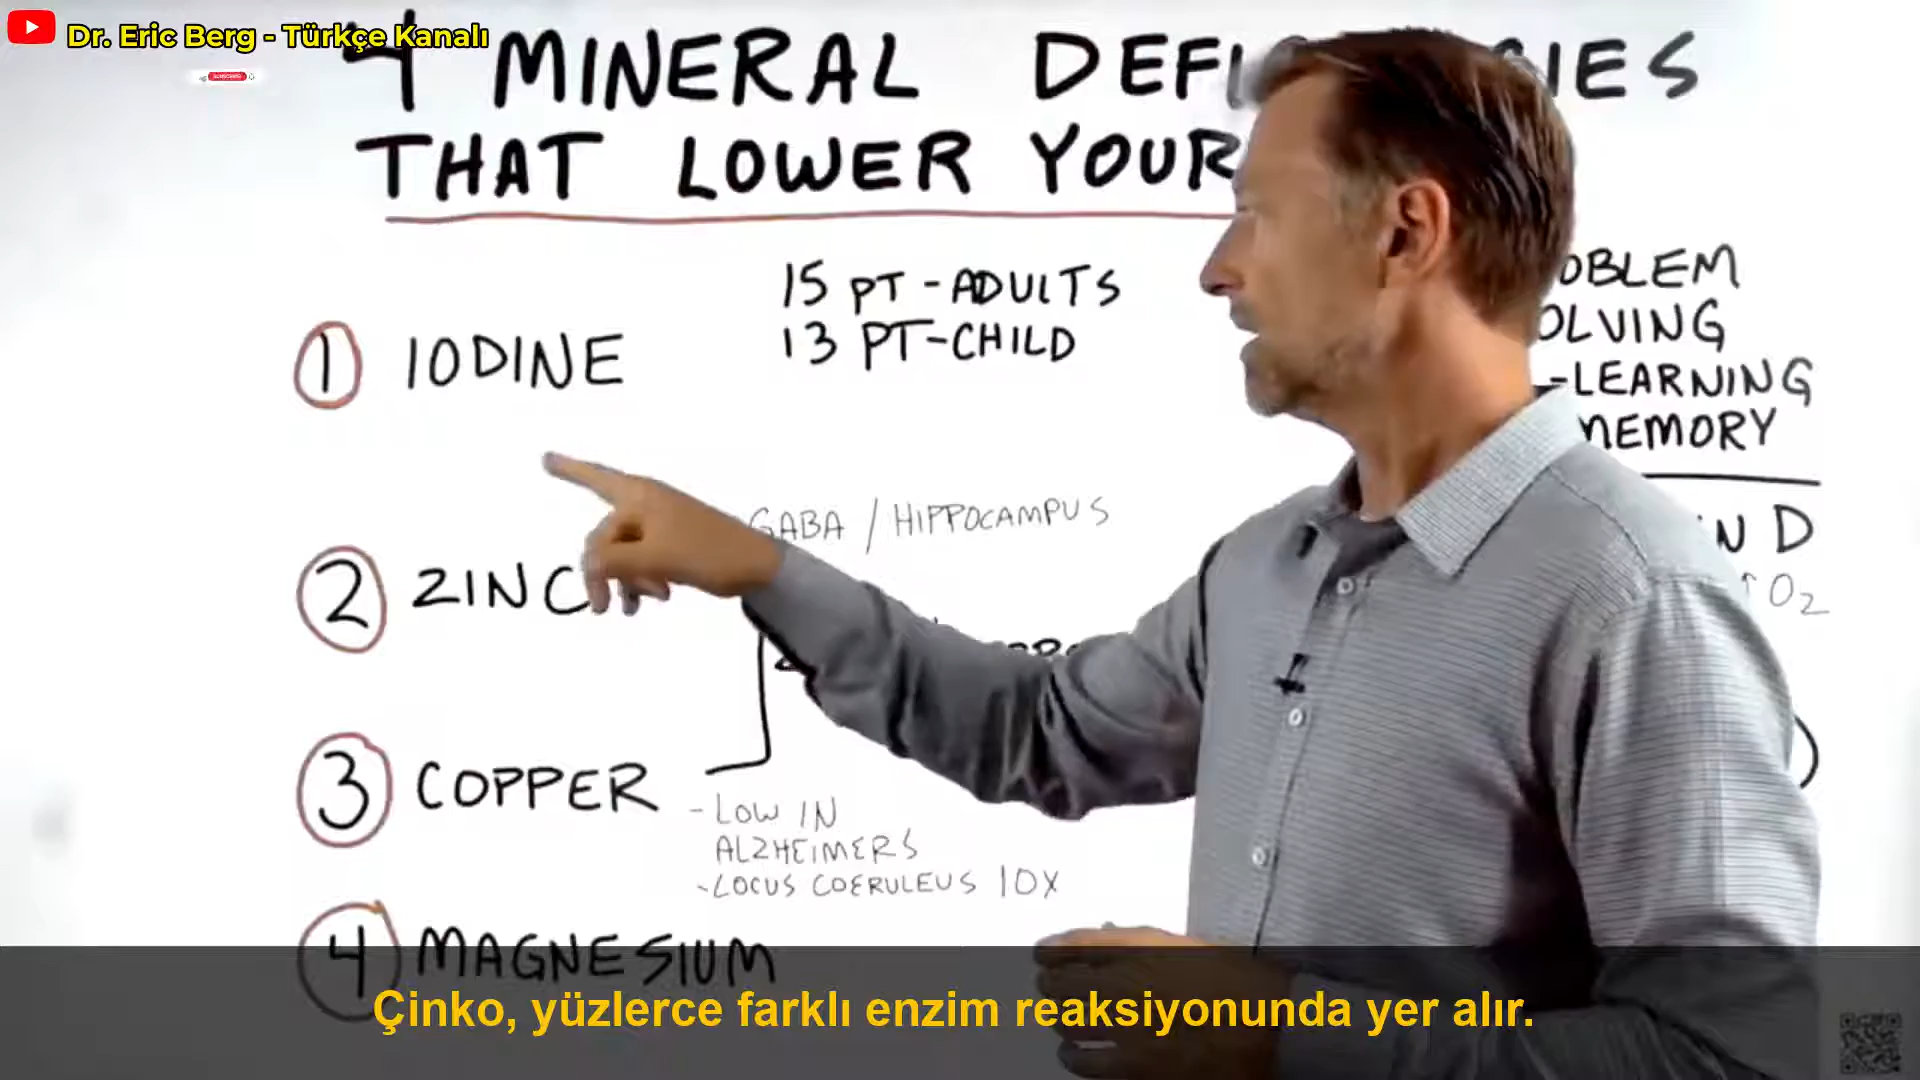 Dr. Eric Berg - Türkçe Kanalı
4 MINERAL
THAT LOWER YOUR
15 PT - ADULTS
13 PT-CHILD
1 IODINE
-LEARNING
MEMORY
GABA / HIPPOCAMPUS
2 ZINC
D
O2
3 COPPER
- LOW IN
ALZHEIMERS
- LOCUS COERULEUS 10X
4 MAGNESIUM
Çinko, yüzlerce farklı enzim reaksiyonunda yer alır.